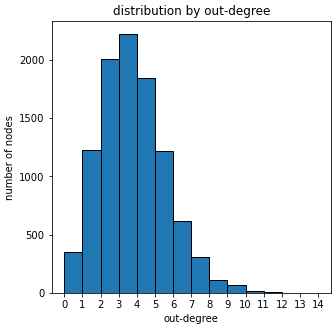 distribution by out-degree
number of nodes
2000
1500
1000
500
0
0 1 2 3 4 5 6 7 8 9 10 11 12 13 14
out-degree